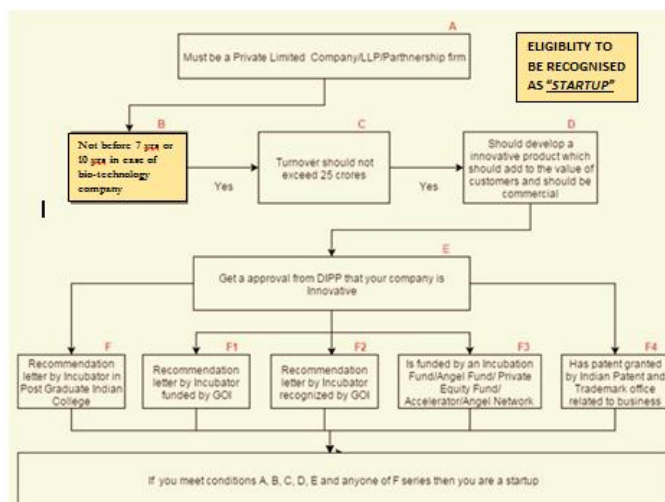 A
Must be a Private Limited Company/LLP/Parthnership firm
ELIGIBLITY TO
BE RECOGNISED
AS "STARTUP"
B
Not before 7 yrs or
10 yrs in case of
bio-technology
company
Yes
C
Turnover should not
exceed 25 crores
Yes
D
Should develop a
innovative product which
should add to the value of
customers and should be
commercial
E
Get a approval from DIPP that your company is
Innovative
F
Recommendation
letter by Incubator in
Post Graduate Indian
College
F1
Recommendation
letter by Incubator
funded by GOI
F2
Recommendation
letter by Incubator
recognized by GOI
F3
Is funded by an Incubation
Fund/Angel Fund/ Private
Equity Fund/
Accelerator/Angel Network
F4
Has patent granted
by Indian Patent and
Trademark office
related to business
If you meet conditions A, B, C, D, E and anyone of F series then you are a startup